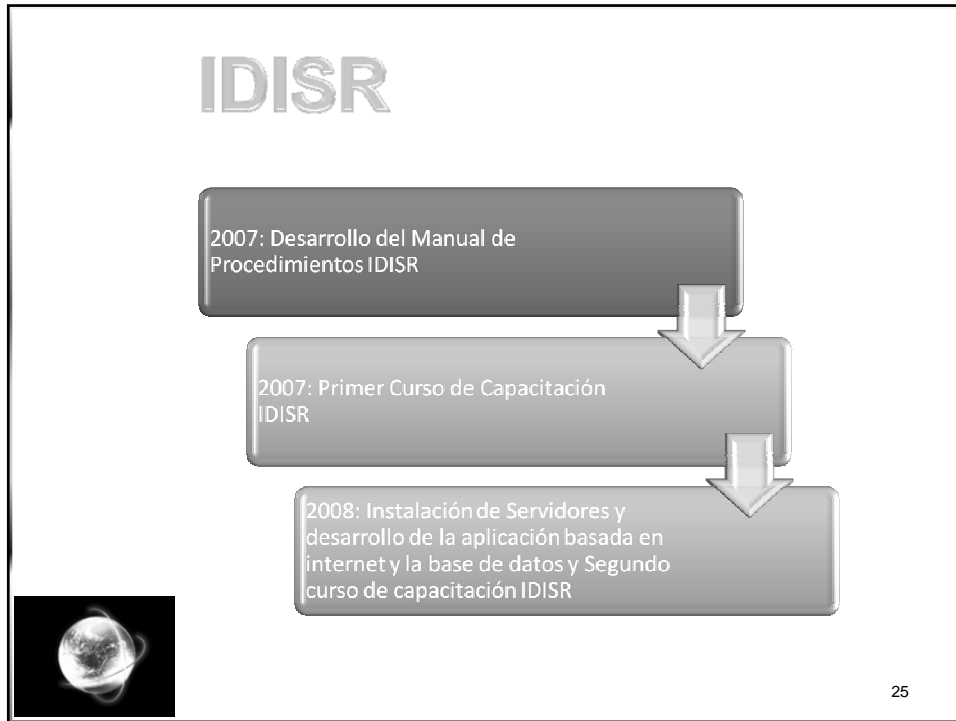 IDISR
2007: Desarrollo del Manual de
Procedimientos IDISR
2007: Primer Curso de Capacitación
IDISR
2008: Instalación de Servidores y
desarrollo de la aplicación basada en
internet y la base de datos y Segundo
curso de capacitación IDISR
25